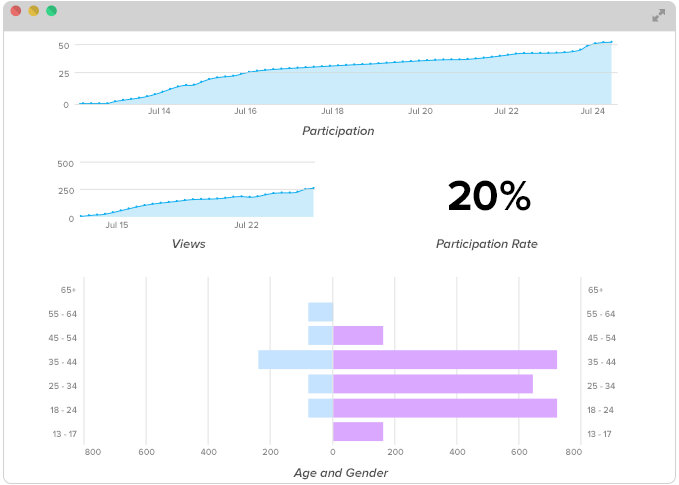 50
25
0
Jul 14 Jul 16 Jul 18 Jul 20 Jul 22 Jul 24
Participation
500
250
0
Jul 15 Jul 22
Views
20%
Participation Rate
65+ 65+
55 - 64 55 - 64
45 - 54 45 - 54
35 - 44 35 - 44
25 - 34 25 - 34
18 - 24 18 - 24
13 - 17 13 - 17
800 600 400 200 0 200 400 600 800
Age and Gender